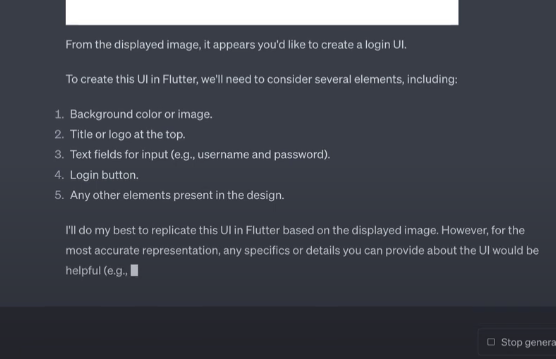 From the displayed image, it appears you'd like to create a login UI.
To create this UI in Flutter, we'll need to consider several elements, including:
1. Background color or image.
2. Title or logo at the top.
3. Text fields for input (e.g., username and password).
4. Login button.
5. Any other elements present in the design.
I'll do my best to replicate this UI in Flutter based on the displayed image. However, for the
most accurate representation, any specifics or details you can provide about the UI would be
helpful (e.g.,
Stop genera